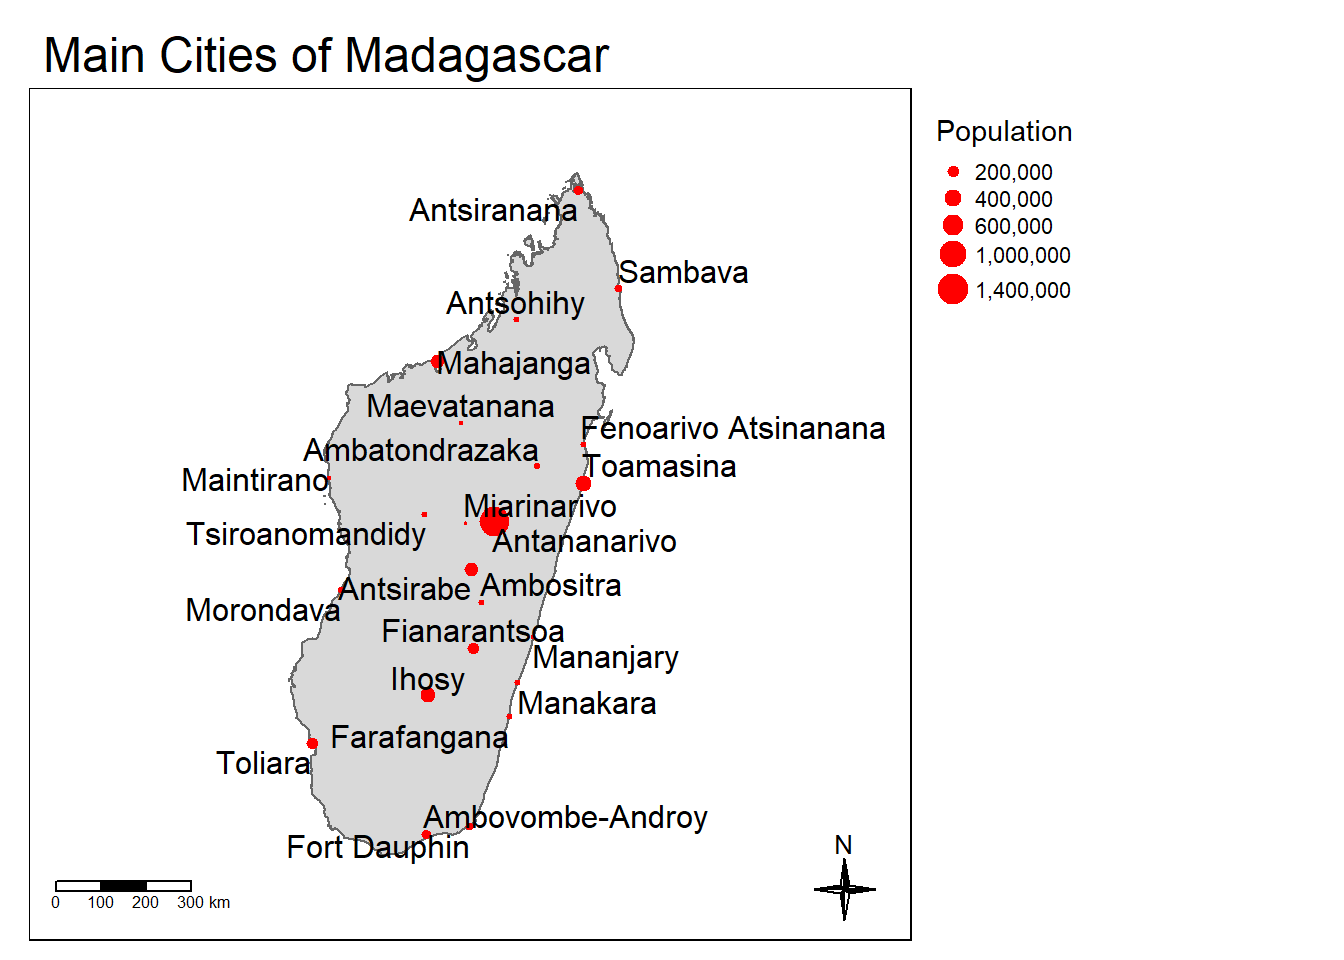 Main Cities of Madagascar
Population
200,000
400,000
600,000
1,000,000
1,400,000
Antsiranana
Sambava
Antsohihy
Mahajanga
Maevatanana
Fenoarivo Atsinanana
Ambatondrazaka
Toamasina
Maintirano
Miarinarivo
Tsiroanomandidy
Antananarivo
Antsirabe
Ambositra
Morondava
Fianarantsoa
Mananjary
Ihosy
Manakara
Farafangana
Toliara
Ambovombe-Androy
Fort Dauphin
N
0 100 200 300 km